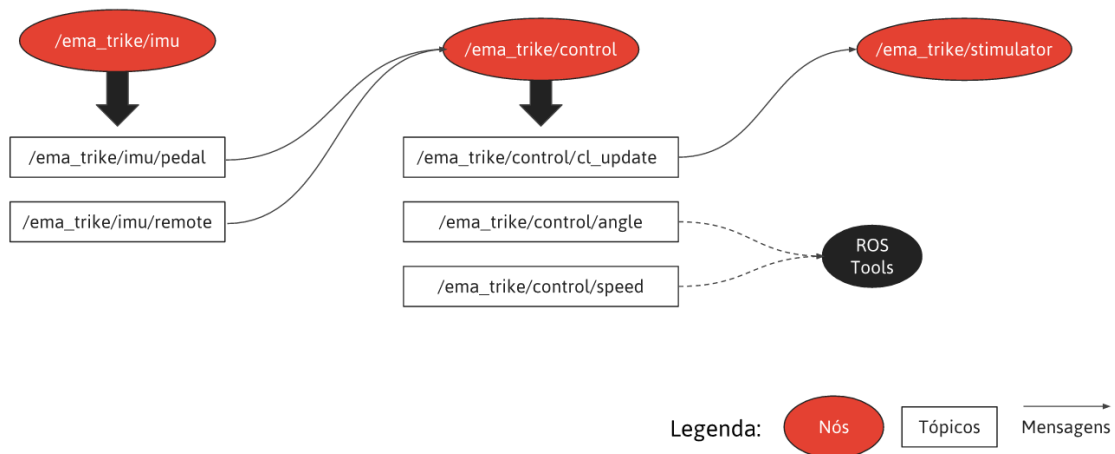 /ema_trike/imu
/ema_trike/control
/ema_trike/stimulator
/ema_trike/imu/pedal
/ema_trike/control/cl_update
/ema_trike/imu/remote
/ema_trike/control/angle
ROS
Tools
/ema_trike/control/speed
Legenda:
Nós
Tópicos
Mensagens